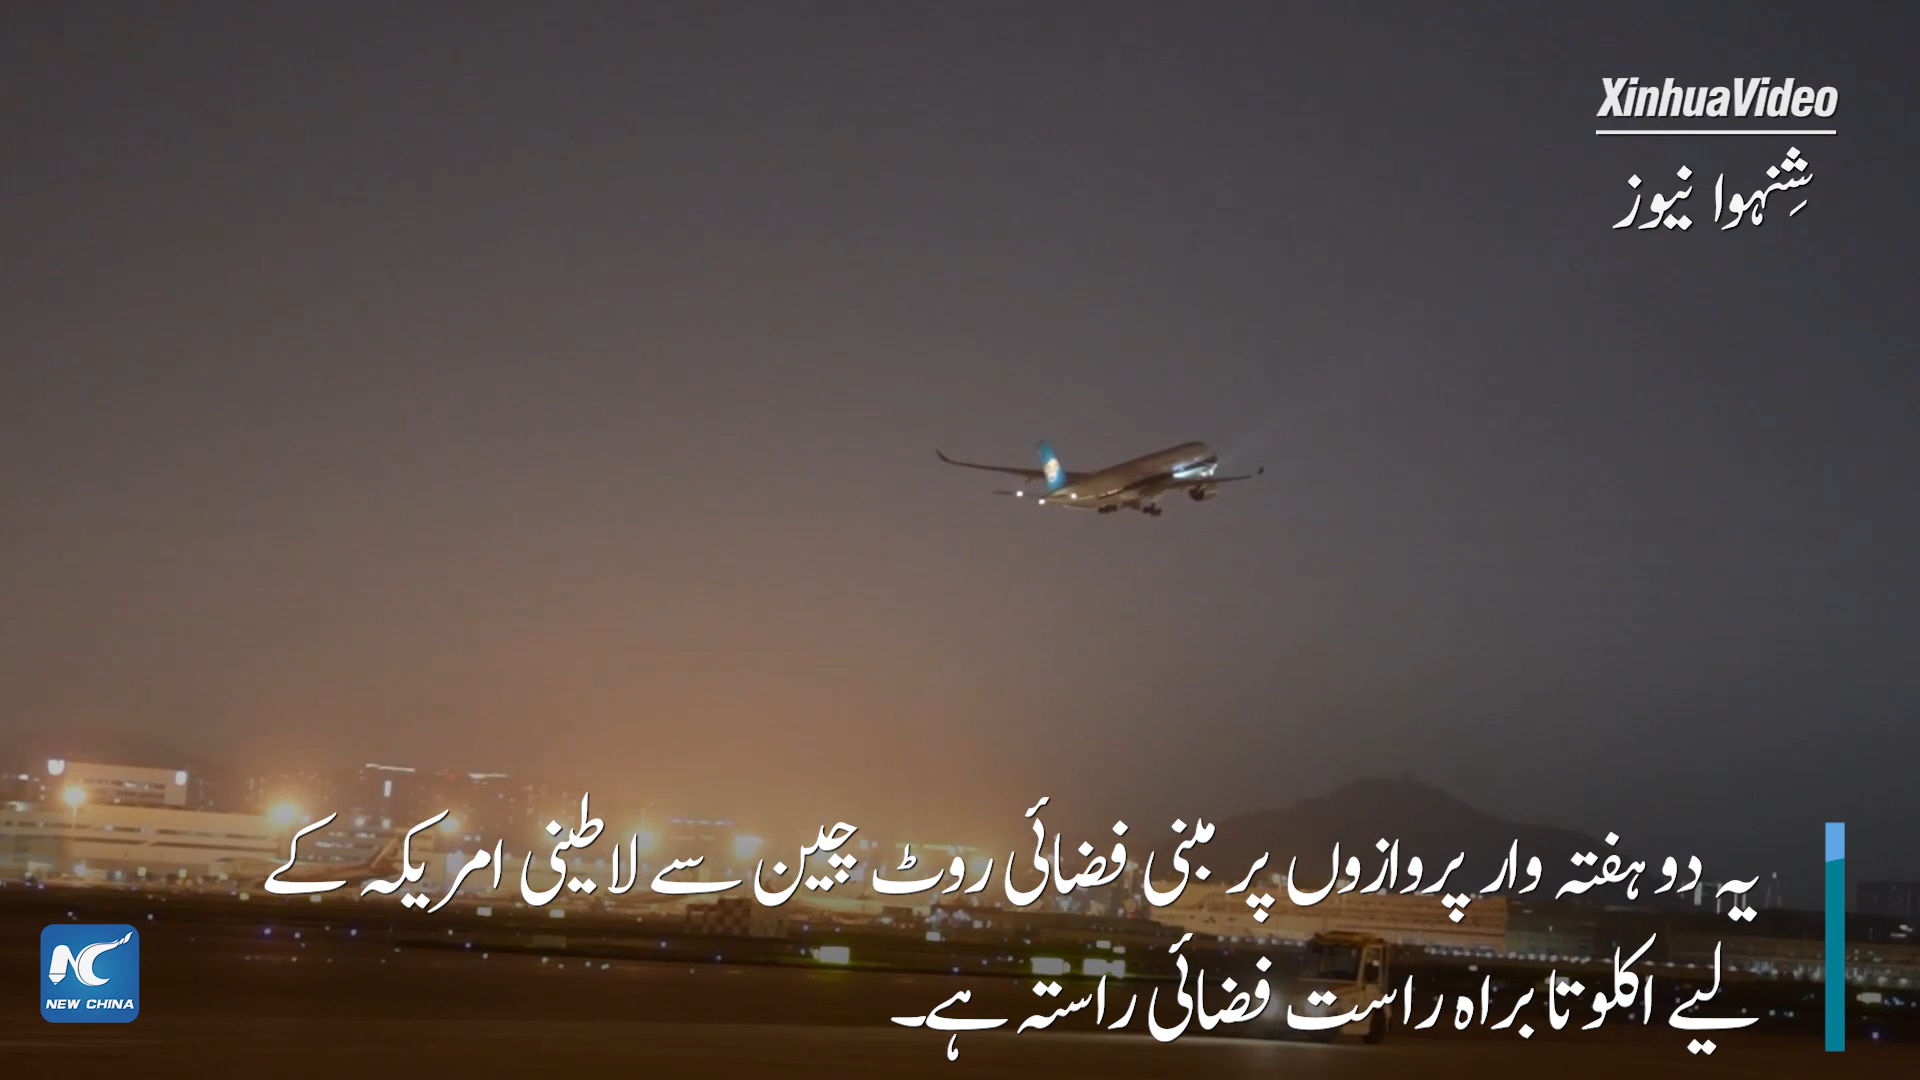 XinhuaVideo
شِنہوا نیوز
یہ دو ہفتہ وار پروازوں پر مبنی فضائی روٹ چین سے لاطینی امریکہ کے
لیے اکلوتا براہ راست فضائی راستہ ہے۔
NC
NEW CHINA